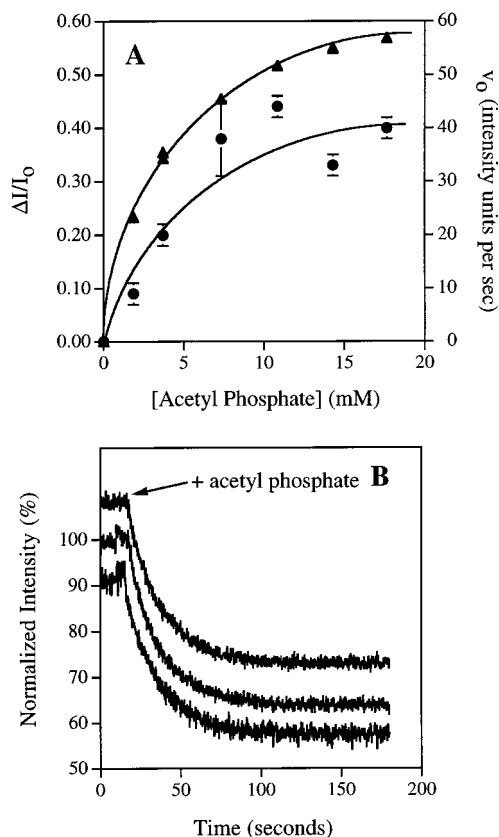 A
0.60
0.50
0.40
0.30
0.20
0.10
0.00
ΔI/I₀
60
50
40
30
20
10
0
Vₒ (intensity units per sec)
0 5 10 15 20
[Acetyl Phosphate] (mM)
+ acetyl phosphate B
100
90
80
70
60
50
Normalized Intensity (%)
0 50 100 150 200
Time (seconds)